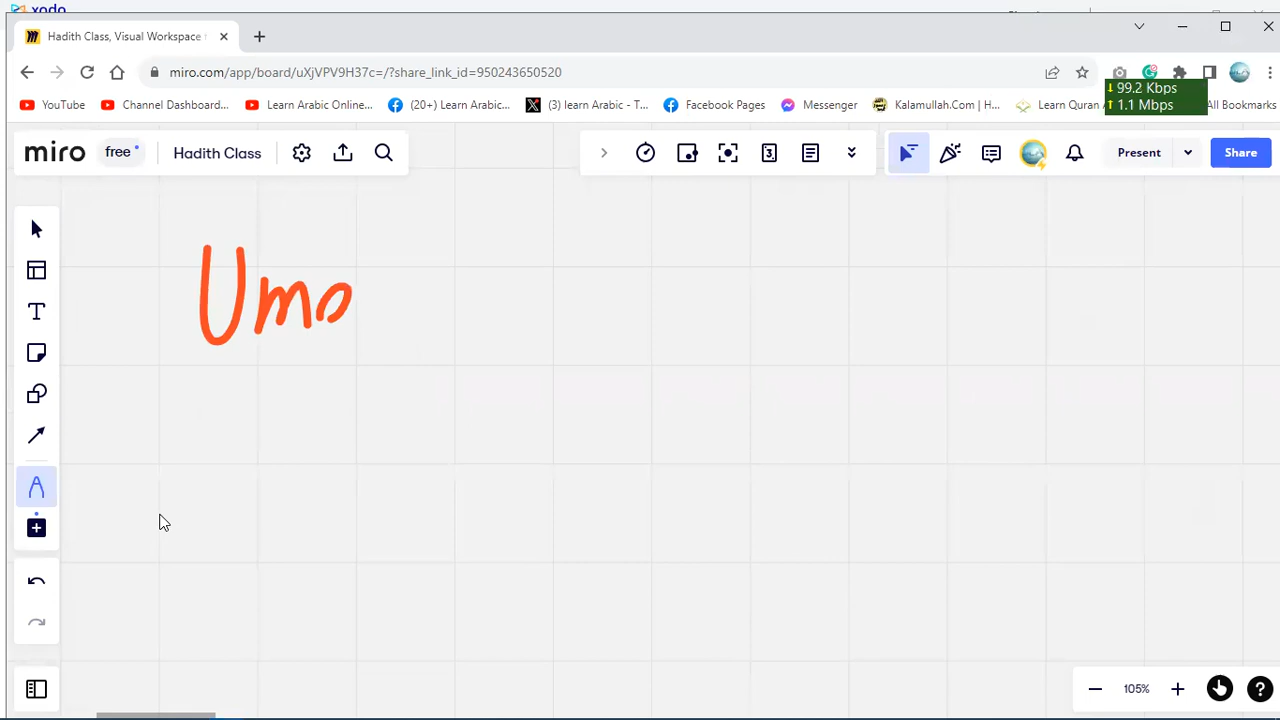 xodo
Hadith Class, Visual Workspace
miro.com/app/board/uXjVPV9H37c=/?share_link_id=950243650520
99.2 Kbps
1.1 Mbps
YouTube
Channel Dashboard...
Learn Arabic Online...
(20+) Learn Arabic...
(3) learn Arabic - T...
Facebook Pages
Messenger
Kalamullah.Com | H...
Learn Quran
All Bookmarks
miro
free
Hadith Class
3
Present
Share
Umo
105%